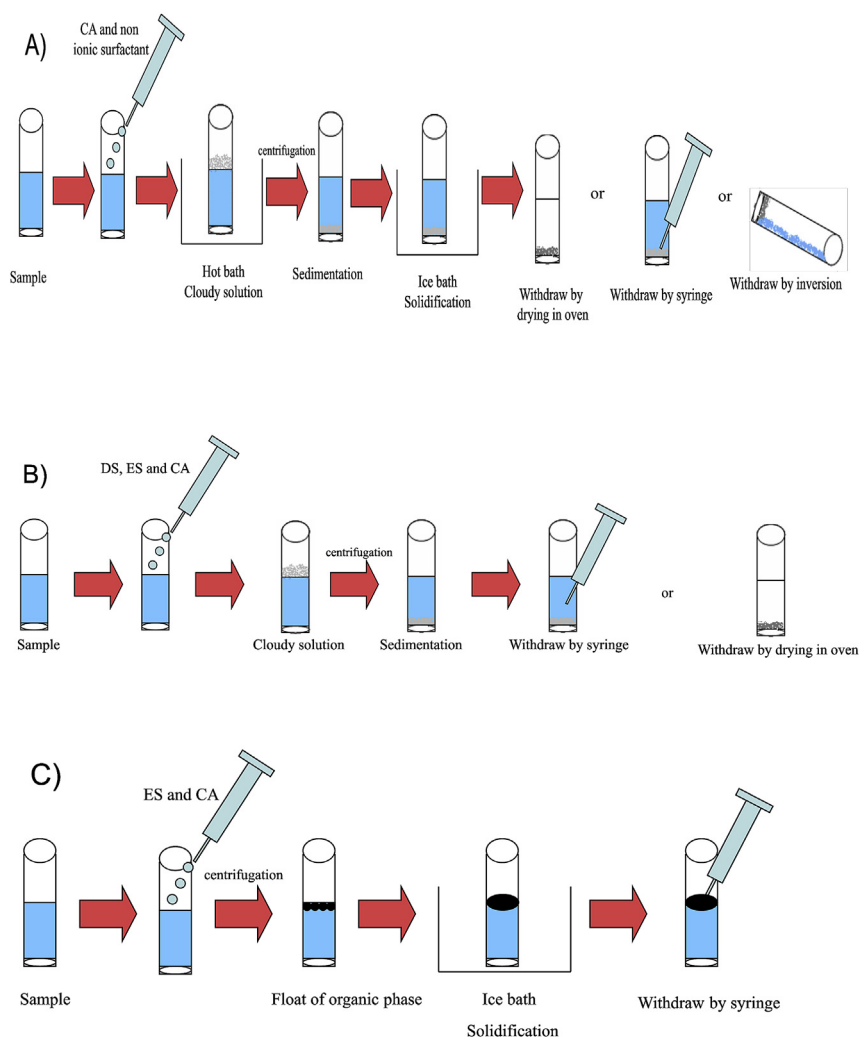 A)
CA and non
ionic surfactant
centrifugation
or
or
Sample
Hot bath
Cloudy solution
Sedimentation
Ice bath
Solidification
Withdraw by
drying in oven
Withdraw by syringe
Withdraw by inversion
B)
DS, ES and CA
centrifugation
or
Sample
Cloudy solution
Sedimentation
Withdraw by syringe
Withdraw by drying in oven
C)
ES and CA
centrifugation
Sample
Float of organic phase
Ice bath
Solidification
Withdraw by syringe